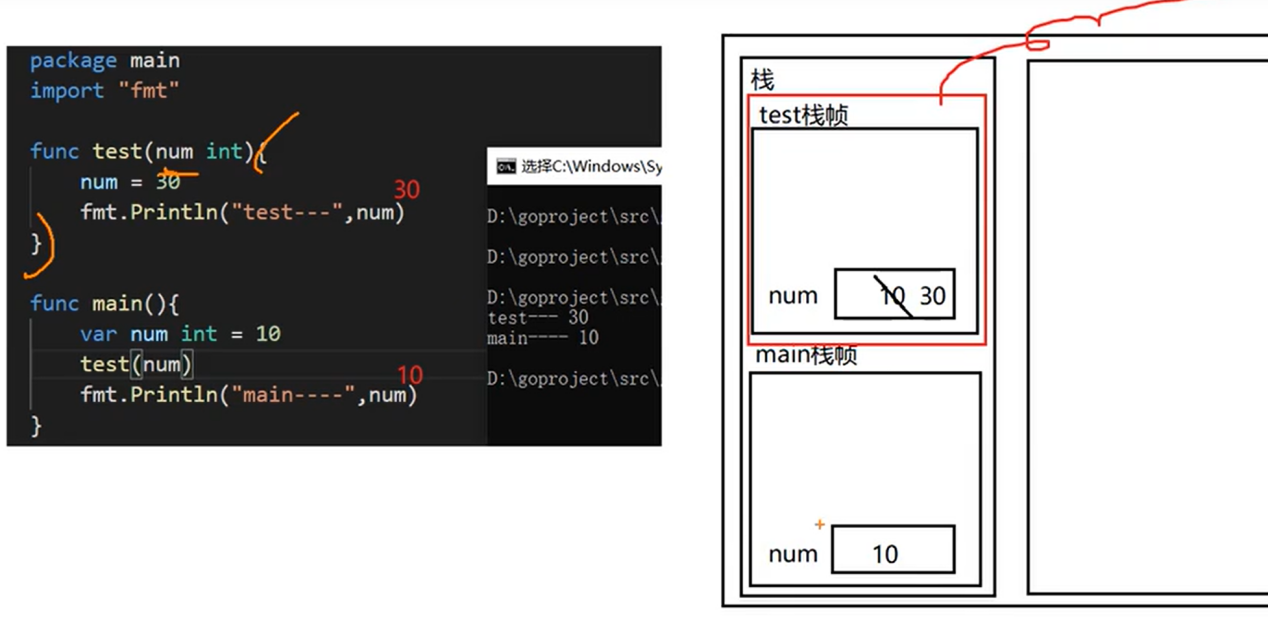 package main
import "fmt"
func test(num int){
num = 30
30
fmt.Println("test---",num)
}
func main(){
var num int = 10
test(num)
10
fmt.Println("main----",num)
}
选择C:\Windows\Sy
D:\goproject\src\
D:\goproject\src\
D:\goproject\src\
test--- 30
main---- 10
D:\goproject\src\
栈
test栈帧
num 10 30
main栈帧
num 10